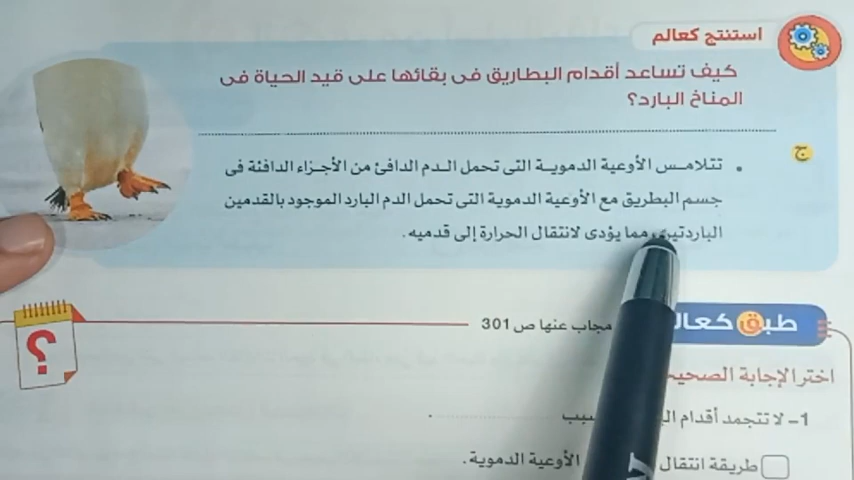 استنتج كعالم
كيف تساعد أقدام البطاريق فى بقائها على قيد الحياة فى
المناخ البارد؟
ج
• تتلامس الأوعية الدموية التى تحمل الدم الدافئ من الأجزاء الدافئة فى
جسم البطريق مع الأوعية الدموية التى تحمل الدم البارد الموجود بالقدمين
الباردتين، مما يؤدى لانتقال الحرارة إلى قدميه.
طبق كعالم
مجاب عنها ص 301
؟
اختر الإجابة الصحيحة
1- لا تتجمد أقدام
طريقة انتقال الأوعية الدموية.